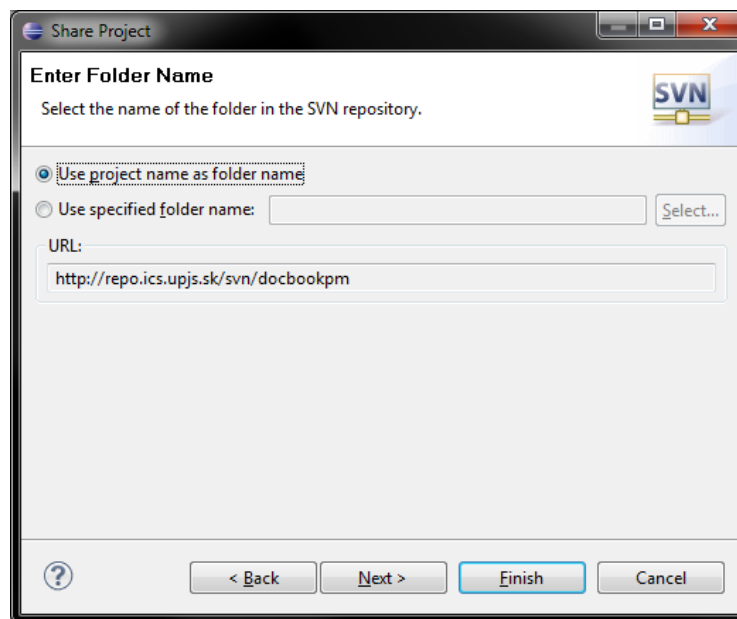 Share Project
Enter Folder Name
Select the name of the folder in the SVN repository.
SVN
Use project name as folder name
Use specified folder name:
Select...
URL:
http://repo.ics.upjs.sk/svn/docbookpm
?
< Back
Next >
Finish
Cancel